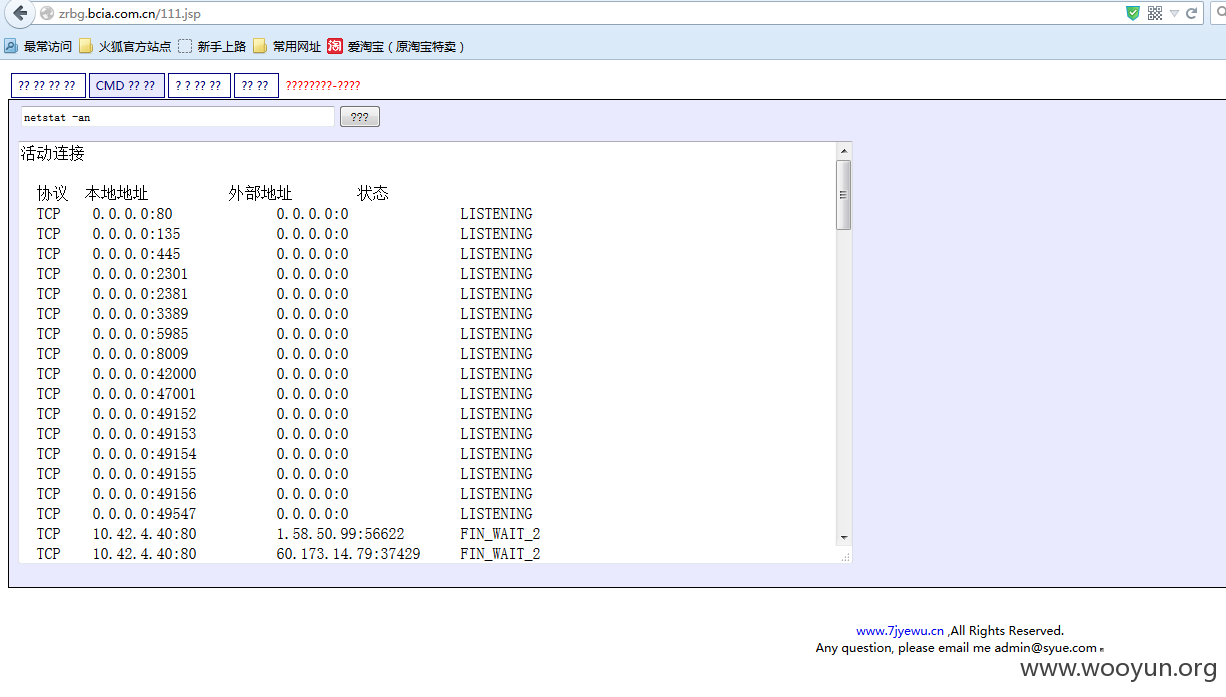 zrbg.bcia.com.cn/111.jsp
最常访问 火狐官方站点 新手上路 常用网址 淘 爱淘宝（原淘宝特卖）
?? ?? ?? ?? CMD ?? ?? ? ? ?? ?? ?? ?? ????????-????
netstat -an ???
活动连接
协议 本地地址 外部地址 状态
TCP 0.0.0.0:80 0.0.0.0:0 LISTENING
TCP 0.0.0.0:135 0.0.0.0:0 LISTENING
TCP 0.0.0.0:445 0.0.0.0:0 LISTENING
TCP 0.0.0.0:2301 0.0.0.0:0 LISTENING
TCP 0.0.0.0:2381 0.0.0.0:0 LISTENING
TCP 0.0.0.0:3389 0.0.0.0:0 LISTENING
TCP 0.0.0.0:5985 0.0.0.0:0 LISTENING
TCP 0.0.0.0:8009 0.0.0.0:0 LISTENING
TCP 0.0.0.0:42000 0.0.0.0:0 LISTENING
TCP 0.0.0.0:47001 0.0.0.0:0 LISTENING
TCP 0.0.0.0:49152 0.0.0.0:0 LISTENING
TCP 0.0.0.0:49153 0.0.0.0:0 LISTENING
TCP 0.0.0.0:49154 0.0.0.0:0 LISTENING
TCP 0.0.0.0:49155 0.0.0.0:0 LISTENING
TCP 0.0.0.0:49156 0.0.0.0:0 LISTENING
TCP 0.0.0.0:49547 0.0.0.0:0 LISTENING
TCP 10.42.4.40:80 1.58.50.99:56622 FIN_WAIT_2
TCP 10.42.4.40:80 60.173.14.79:37429 FIN_WAIT_2
www.7jyewu.cn ,All Rights Reserved.
Any question, please email me admin@syue.com
www.wooyun.org